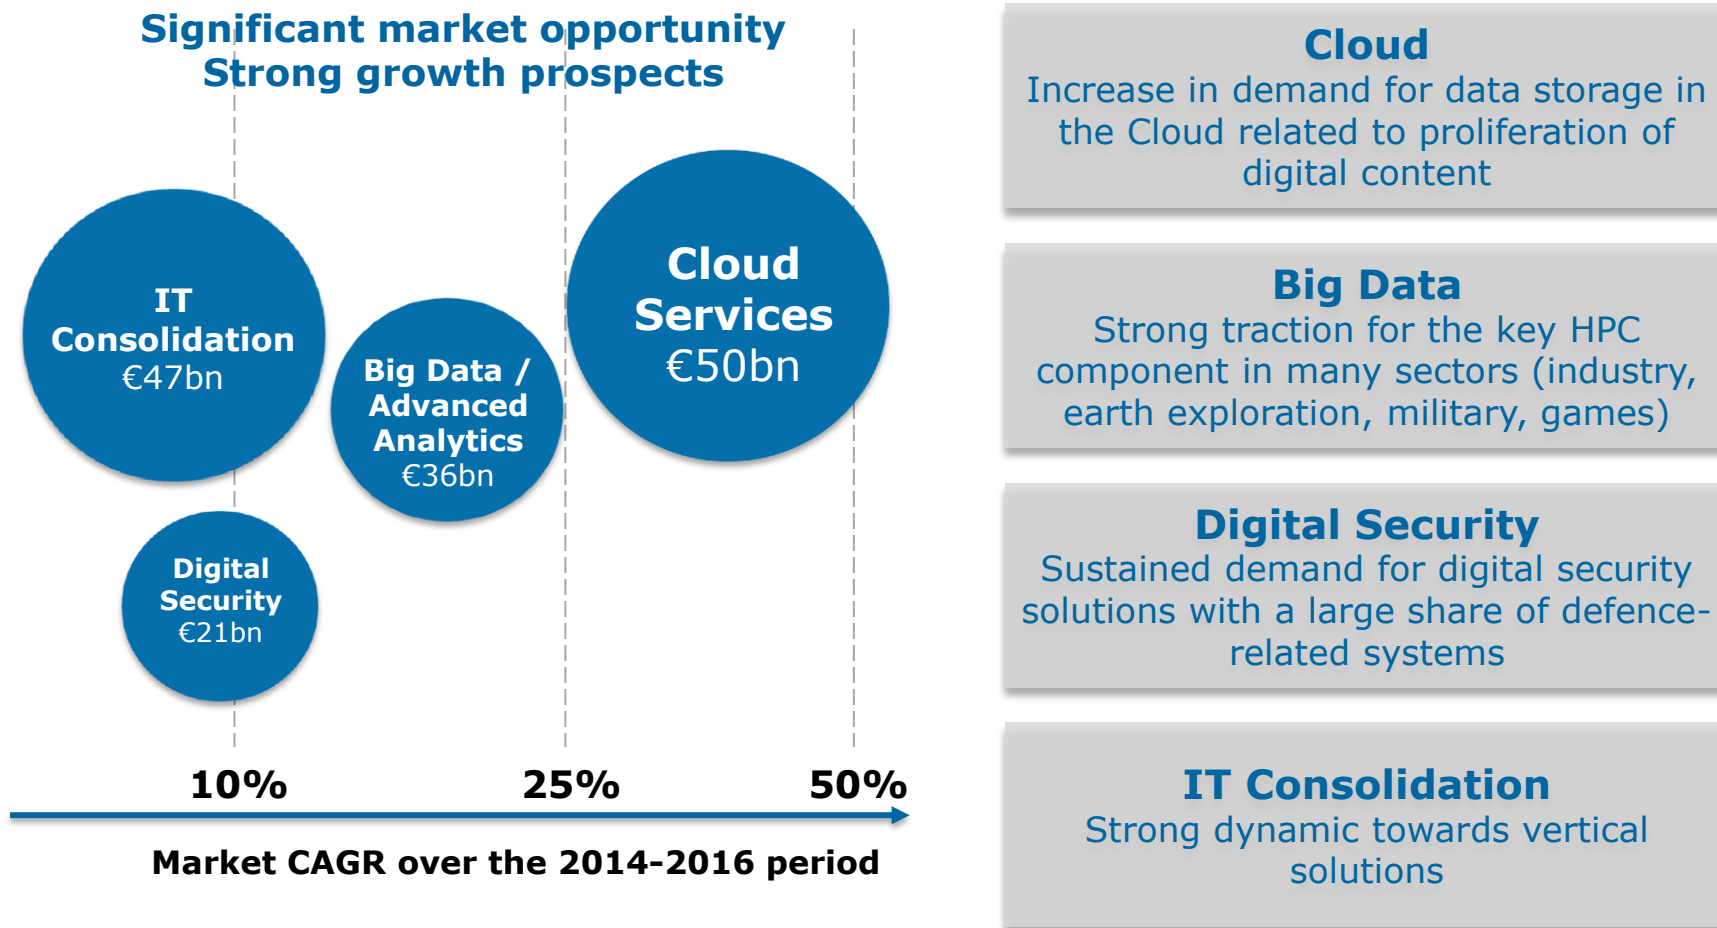 Significant market opportunity
Strong growth prospects
IT
Consolidation
€47bn
Big Data /
Advanced
Analytics
€36bn
Cloud
Services
€50bn
Digital
Security
€21bn
10%
25%
50%
Market CAGR over the 2014-2016 period
Cloud
Increase in demand for data storage in
the Cloud related to proliferation of
digital content
Big Data
Strong traction for the key HPC
component in many sectors (industry,
earth exploration, military, games)
Digital Security
Sustained demand for digital security
solutions with a large share of defence-
related systems
IT Consolidation
Strong dynamic towards vertical
solutions